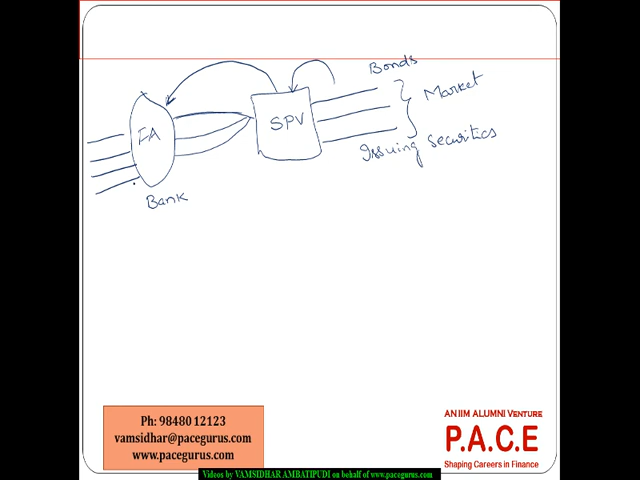 Bonds
Market
SPV
FA
Issuing securities
Bank
Ph: 98480 12123
vamsidhar@pacegurus.com
www.pacegurus.com
AN IIM ALUMNI VENTURE
P.A.C.E
Shaping Careers in Finance
Videos by VAMSIDHAR AMBATIPUDI on behalf of www.pacegurus.com